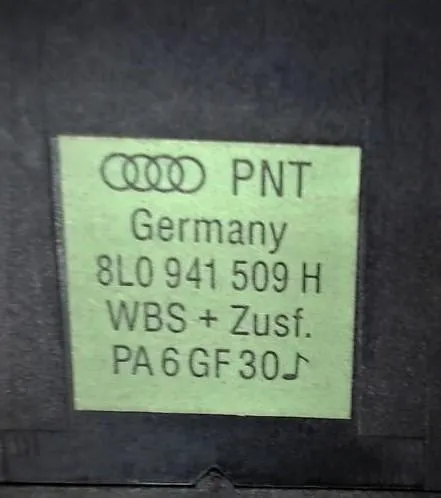 PNT
Germany
8L0 941 509 H
WBS + Zusf.
PA 6 GF 30♪